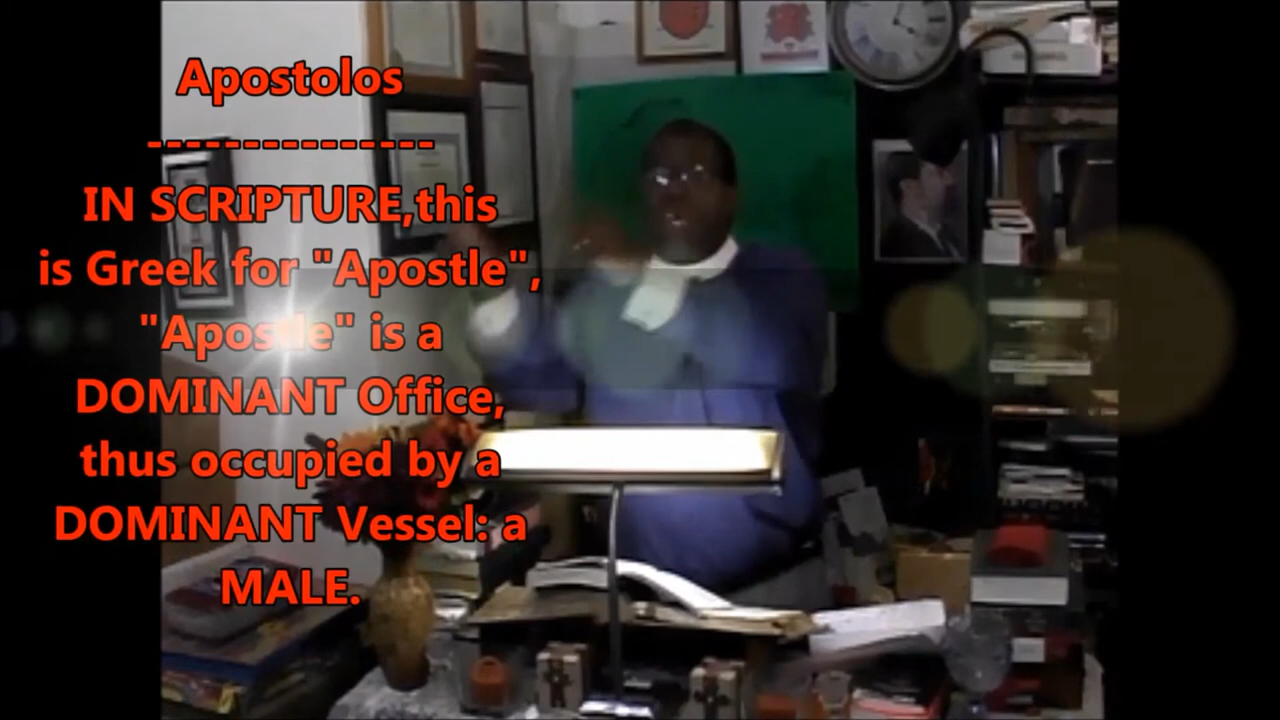 Apostolos
--------------
IN SCRIPTURE,this
is Greek for "Apostle",
"Apostle" is a
DOMINANT Office,
thus occupied by a
DOMINANT Vessel: a
MALE.